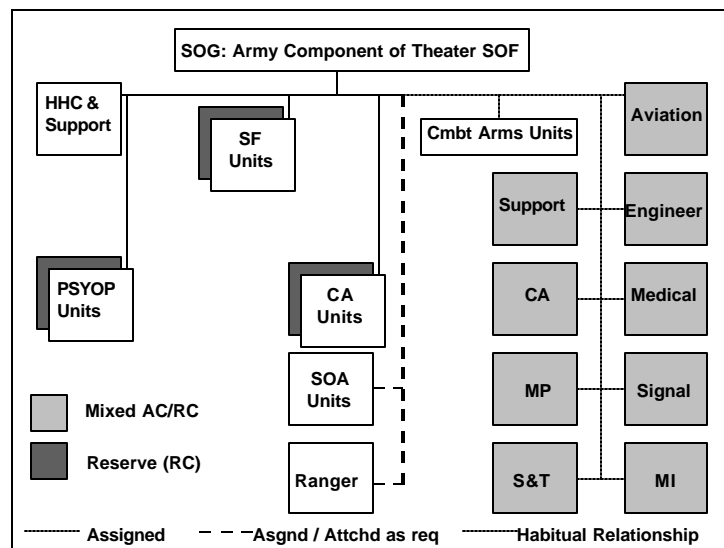 SOG: Army Component of Theater SOF
HHC &
Support
SF
Units
Cmbt Arms Units
Aviation
Support
Engineer
PSYOP
Units
CA
Units
CA
Medical
SOA
Units
MP
Signal
Mixed AC/RC
Reserve (RC)
Ranger
S&T
MI
Assigned
Asgnd / Attchd as req
Habitual Relationship